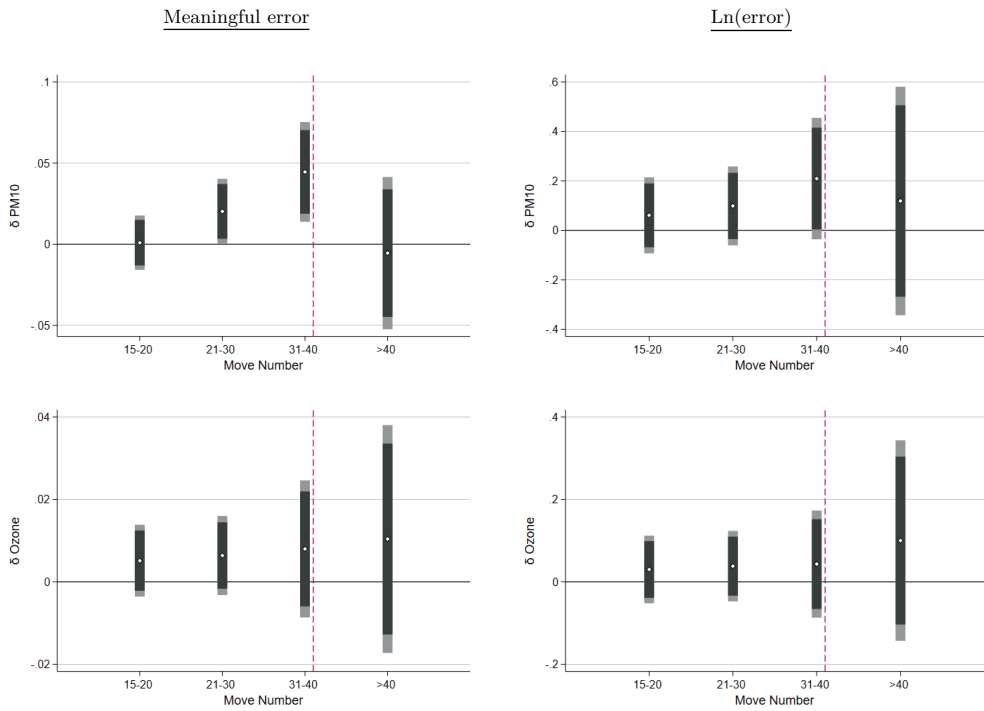 Meaningful error
Ln(error)
.1
.05
0
-.05
δ PM10
15-20 21-30 31-40 >40
Move Number
.6
.4
.2
0
-.2
-.4
δ PM10
15-20 21-30 31-40 >40
Move Number
.04
.02
0
-.02
δ Ozone
15-20 21-30 31-40 >40
Move Number
.4
.2
0
-.2
δ Ozone
15-20 21-30 31-40 >40
Move Number